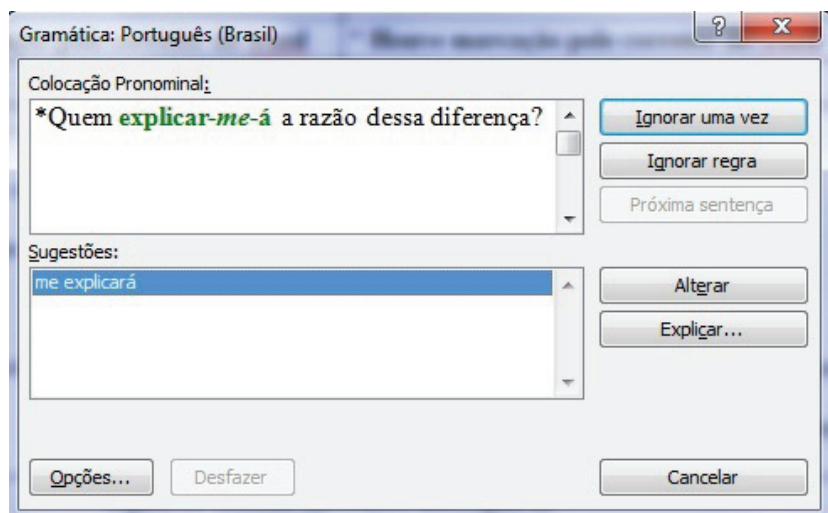 Gramática: Português (Brasil)
Colocação Pronominal:
*Quem explicar-me-á a razão dessa diferença?
Ignorar uma vez
Ignorar regra
Próxima sentença
Sugestões:
me explicará
Alterar
Explicar...
Opções...
Desfazer
Cancelar